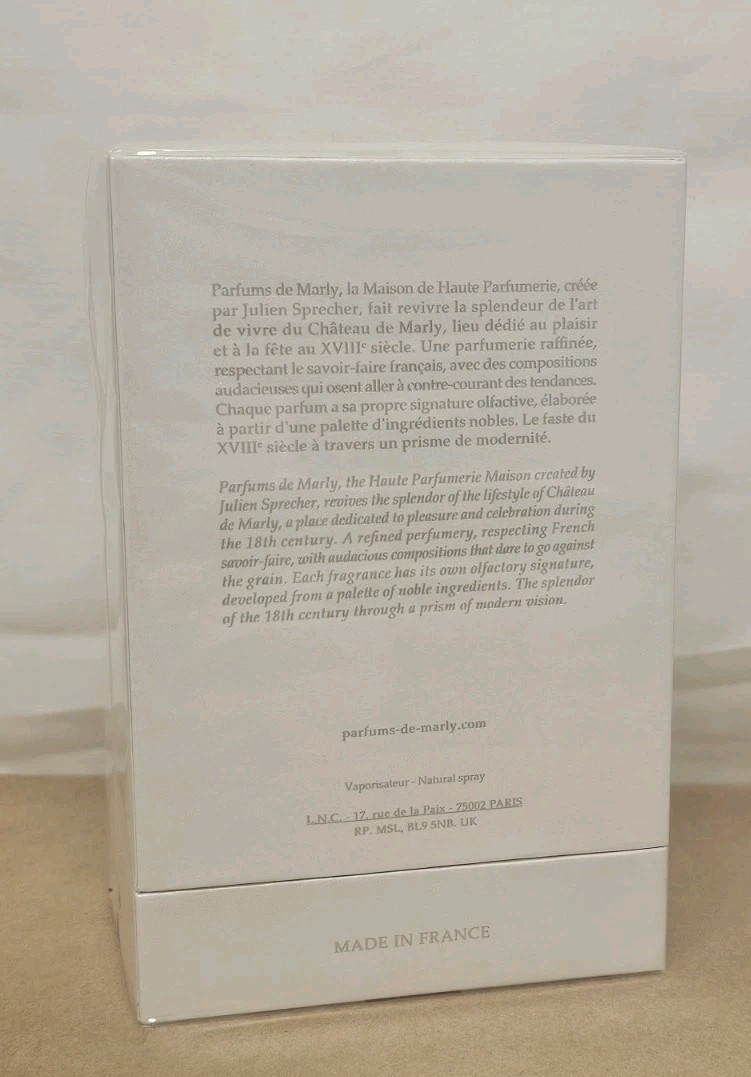 Parfums de Marly, la Maison de Haute Parfumerie, créée
par Julien Sprecher, fait revivre la splendeur de l'art
de vivre du Château de Marly, lieu dédié au plaisir
et à la fête au XVIIIᵉ siècle. Une parfumerie raffinée,
respectant le savoir-faire français, avec des compositions
audacieuses qui osent aller à contre-courant des tendances.
Chaque parfum a sa propre signature olfactive, élaborée
à partir d'une palette d'ingrédients nobles. Le faste du
XVIIIᵉ siècle à travers un prisme de modernité.
Parfums de Marly, the Haute Parfumerie Maison created by
Julien Sprecher, revives the splendor of the lifestyle of Château
de Marly, a place dedicated to pleasure and celebration during
the 18th century. A refined perfumery, respecting French
savoir-faire, with audacious compositions that dare to go against
the grain. Each fragrance has its own olfactory signature,
developed from a palette of noble ingredients. The splendor
of the 18th century through a prism of modern vision.
parfums-de-marly.com
Vaporisateur - Natural spray
I.N.C. - 17, rue de la Paix - 75002 PARIS
RP. MSL, BL9 5NB. UK
MADE IN FRANCE